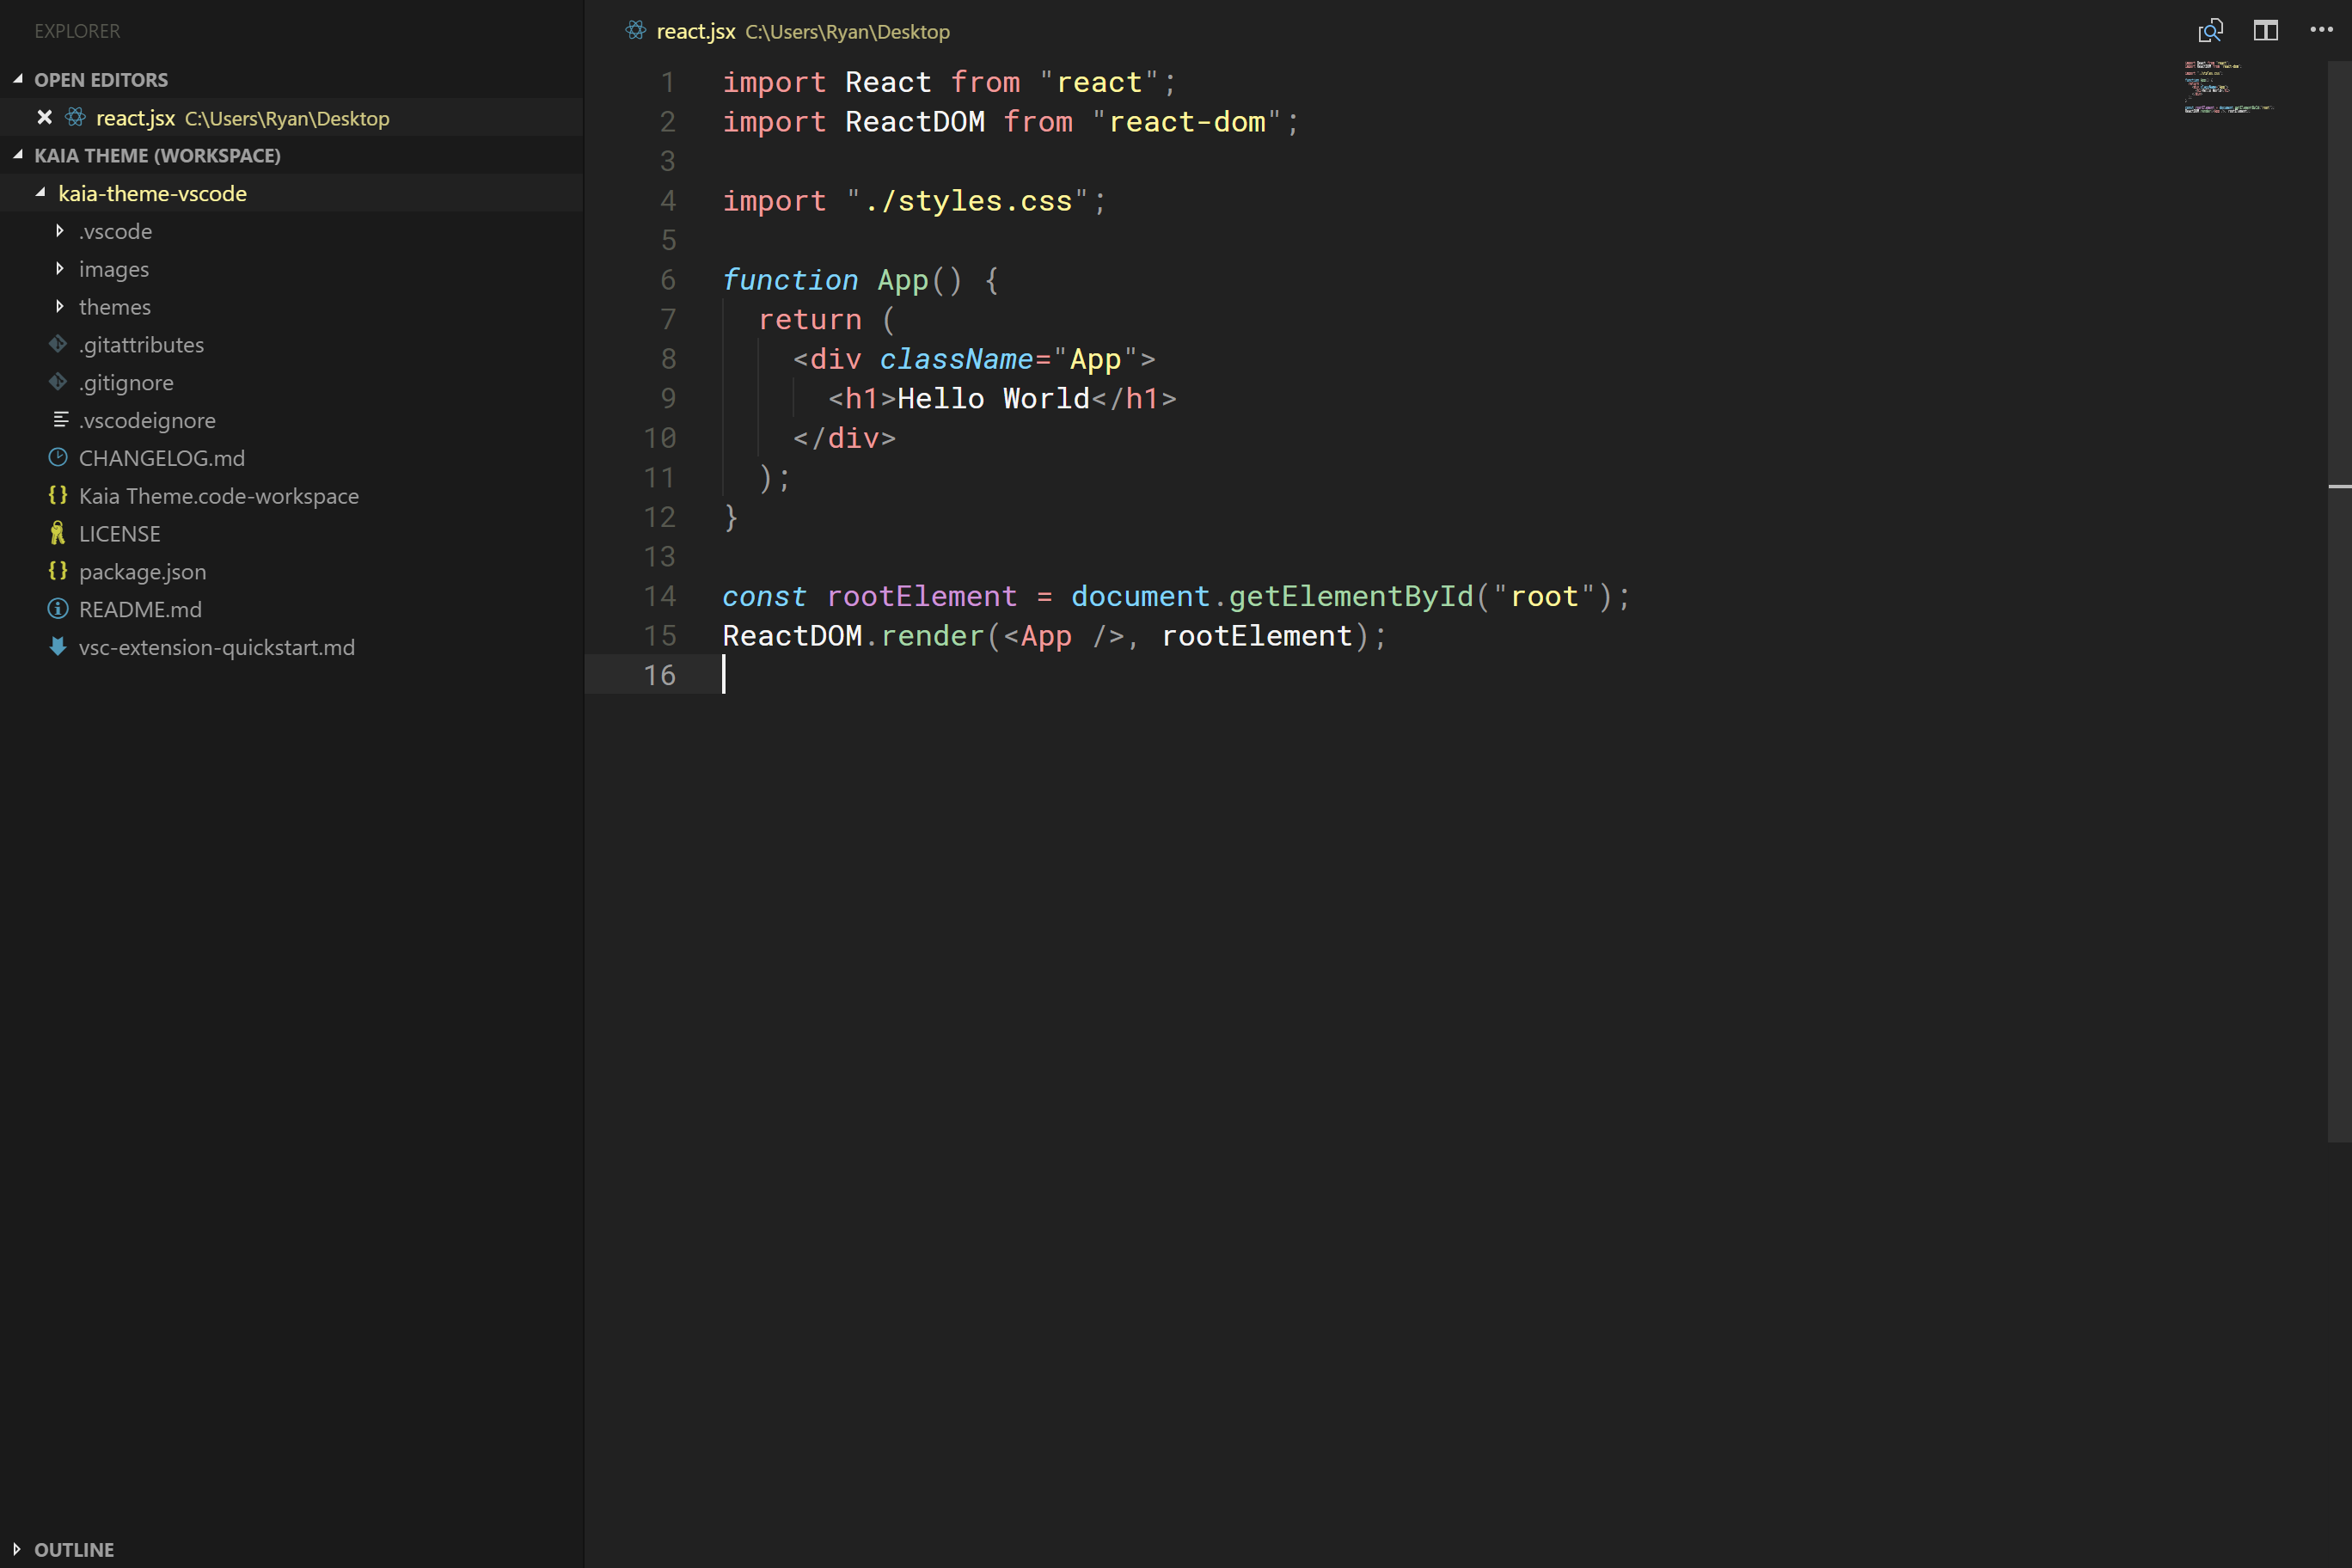 EXPLORER
OPEN EDITORS
react.jsx C:\Users\Ryan\Desktop
KAIA THEME (WORKSPACE)
kaia-theme-vscode
.vscode
images
themes
.gitattributes
.gitignore
.vscodeignore
CHANGELOG.md
Kaia Theme.code-workspace
LICENSE
package.json
README.md
vsc-extension-quickstart.md
OUTLINE
react.jsx C:\Users\Ryan\Desktop
1 import React from "react";
2 import ReactDOM from "react-dom";
3
4 import "./styles.css";
5
6 function App() {
7   return (
8     <div className="App">
9       <h1>Hello World</h1>
10     </div>
11   );
12 }
13
14 const rootElement = document.getElementById("root");
15 ReactDOM.render(<App />, rootElement);
16